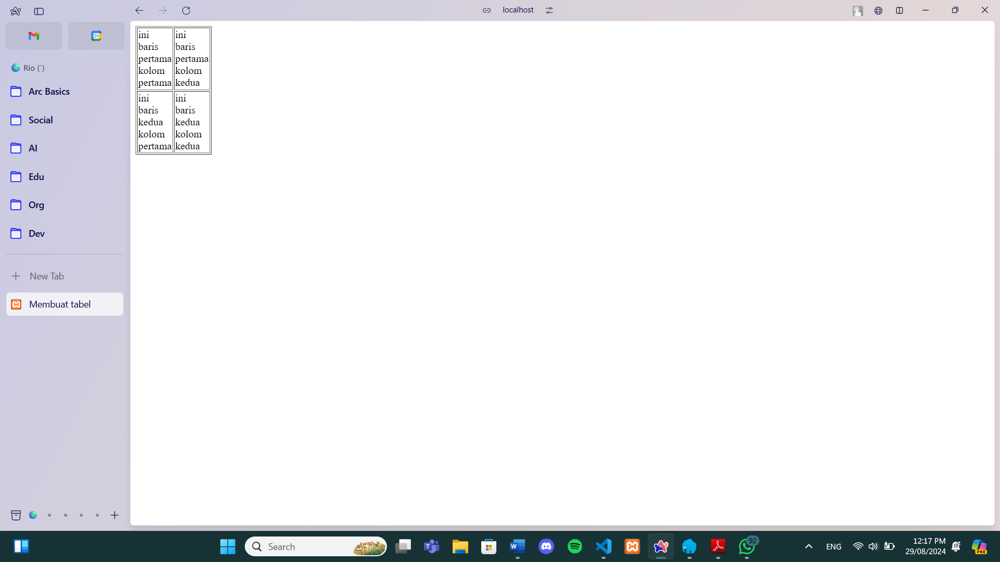 localhost
31
Rio (`)
Arc Basics
Social
AI
Edu
Org
Dev
New Tab
Membuat tabel
ini baris pertama kolom pertama
ini baris pertama kolom kedua
ini baris kedua kolom pertama
ini baris kedua kolom kedua
Search
92
ENG
12:17 PM
29/08/2024
PRE